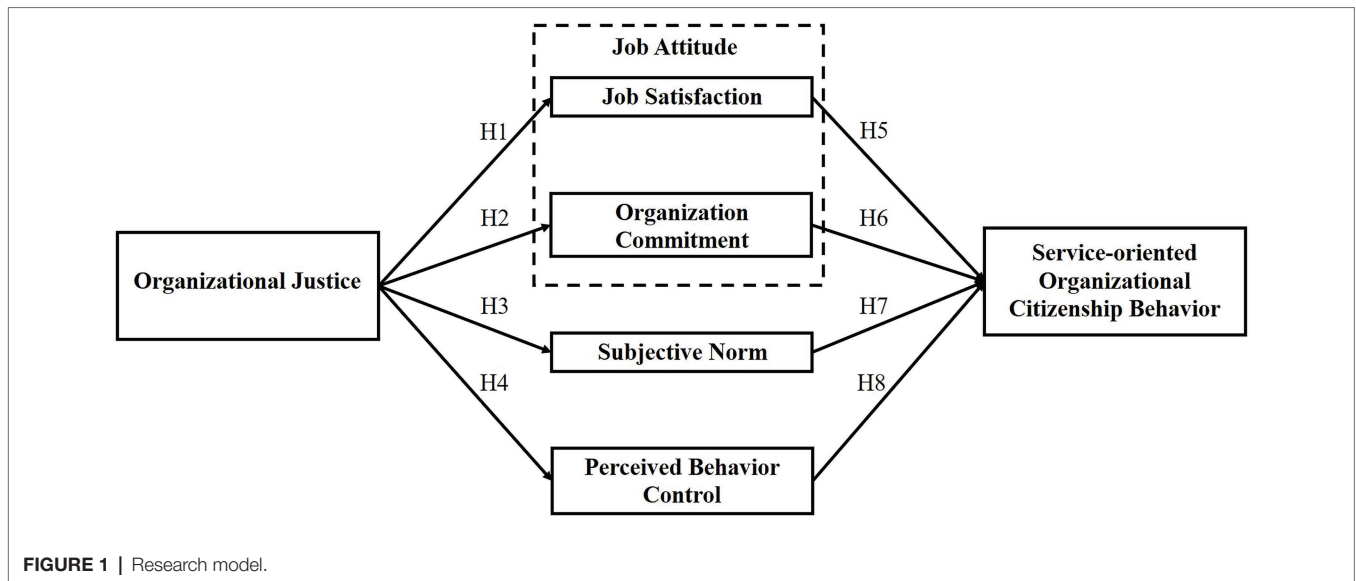 Job Attitude
Job Satisfaction
H1
H5
H2
Organization
Commitment
H6
Organizational Justice
Service-oriented
Organizational
Citizenship Behavior
H3
H7
Subjective Norm
H4
H8
Perceived Behavior
Control
FIGURE 1 | Research model.